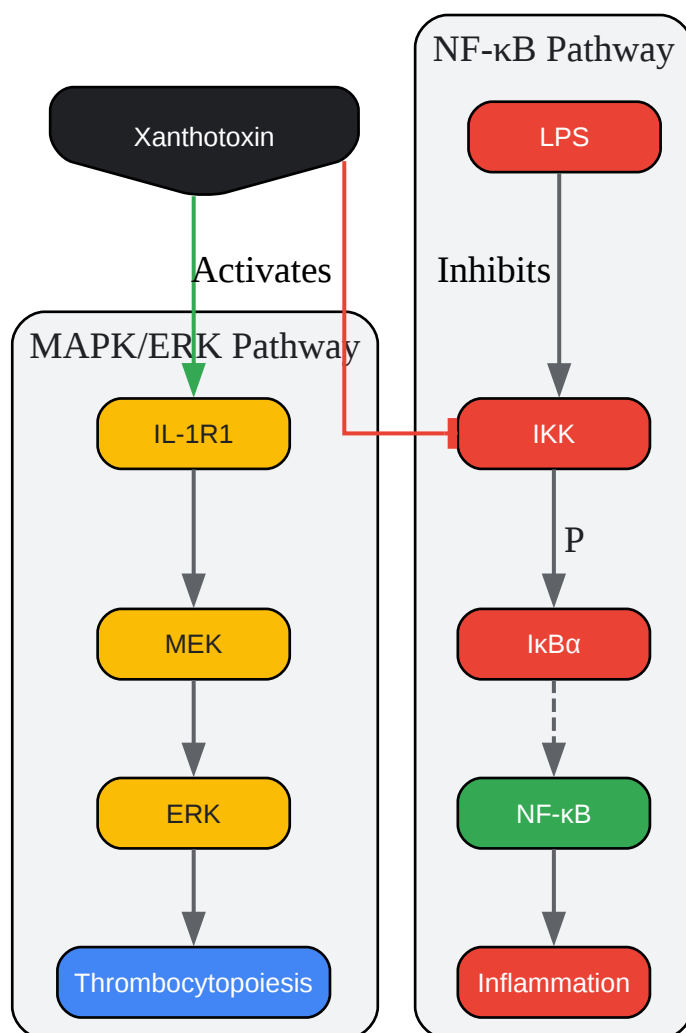 NF-κB Pathway
Xanthotoxin
LPS
Activates
Inhibits
MAPK/ERK Pathway
IL-1R1
IKK
P
MEK
IκBα
ERK
NF-κB
Thrombocytopoiesis
Inflammation